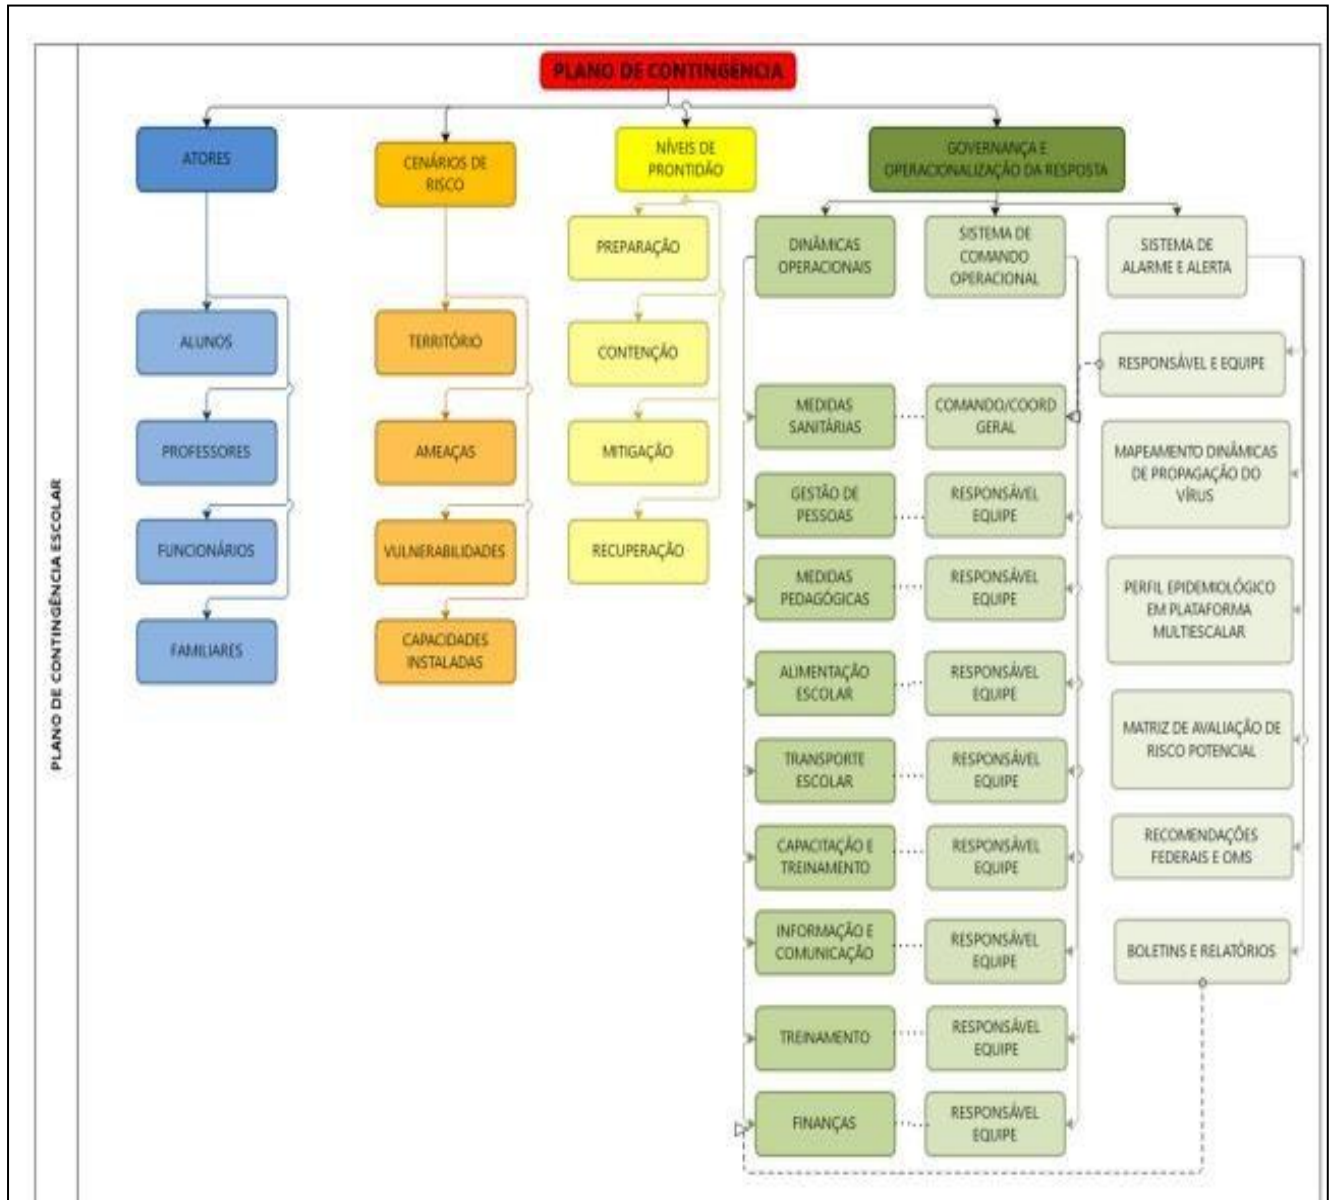 PLANO DE CONTINGÊNCIA ESCOLAR
PLANO DE CONTINGÊNCIA
ATORES
ALUNOS
PROFESSORES
FUNCIONÁRIOS
FAMILIARES
CENÁRIOS DE
RISCO
TERRITÓRIO
AMEAÇAS
VULNERABILIDADES
CAPACIDADES
INSTALADAS
NÍVEIS DE
PRONTIDÃO
PREPARAÇÃO
CONTENÇÃO
MITIGAÇÃO
RECUPERAÇÃO
GOVERNANÇA E
OPERACIONALIZAÇÃO DA RESPOSTA
DINÂMICAS
OPERACIONAIS
MEDIDAS
SANITÁRIAS
GESTÃO DE
PESSOAS
MEDIDAS
PEDAGÓGICAS
ALIMENTAÇÃO
ESCOLAR
TRANSPORTE
ESCOLAR
CAPACITAÇÃO E
TREINAMENTO
INFORMAÇÃO E
COMUNICAÇÃO
TREINAMENTO
FINANÇAS
SISTEMA DE
COMANDO
OPERACIONAL
COMANDO/COORD
GERAL
RESPONSÁVEL
EQUIPE
RESPONSÁVEL
EQUIPE
RESPONSÁVEL
EQUIPE
RESPONSÁVEL
EQUIPE
RESPONSÁVEL
EQUIPE
RESPONSÁVEL
EQUIPE
RESPONSÁVEL
EQUIPE
RESPONSÁVEL
EQUIPE
SISTEMA DE
ALARME E ALERTA
RESPONSÁVEL E EQUIPE
MAPEAMENTO DINÂMICAS
DE PROPAGAÇÃO DO
VÍRUS
PERFIL EPIDEMIOLÓGICO
EM PLATAFORMA
MULTIESCALAR
MATRIZ DE AVALIAÇÃO DE
RISCO POTENCIAL
RECOMENDAÇÕES
FEDERAIS E OMS
BOLETINS E RELATÓRIOS